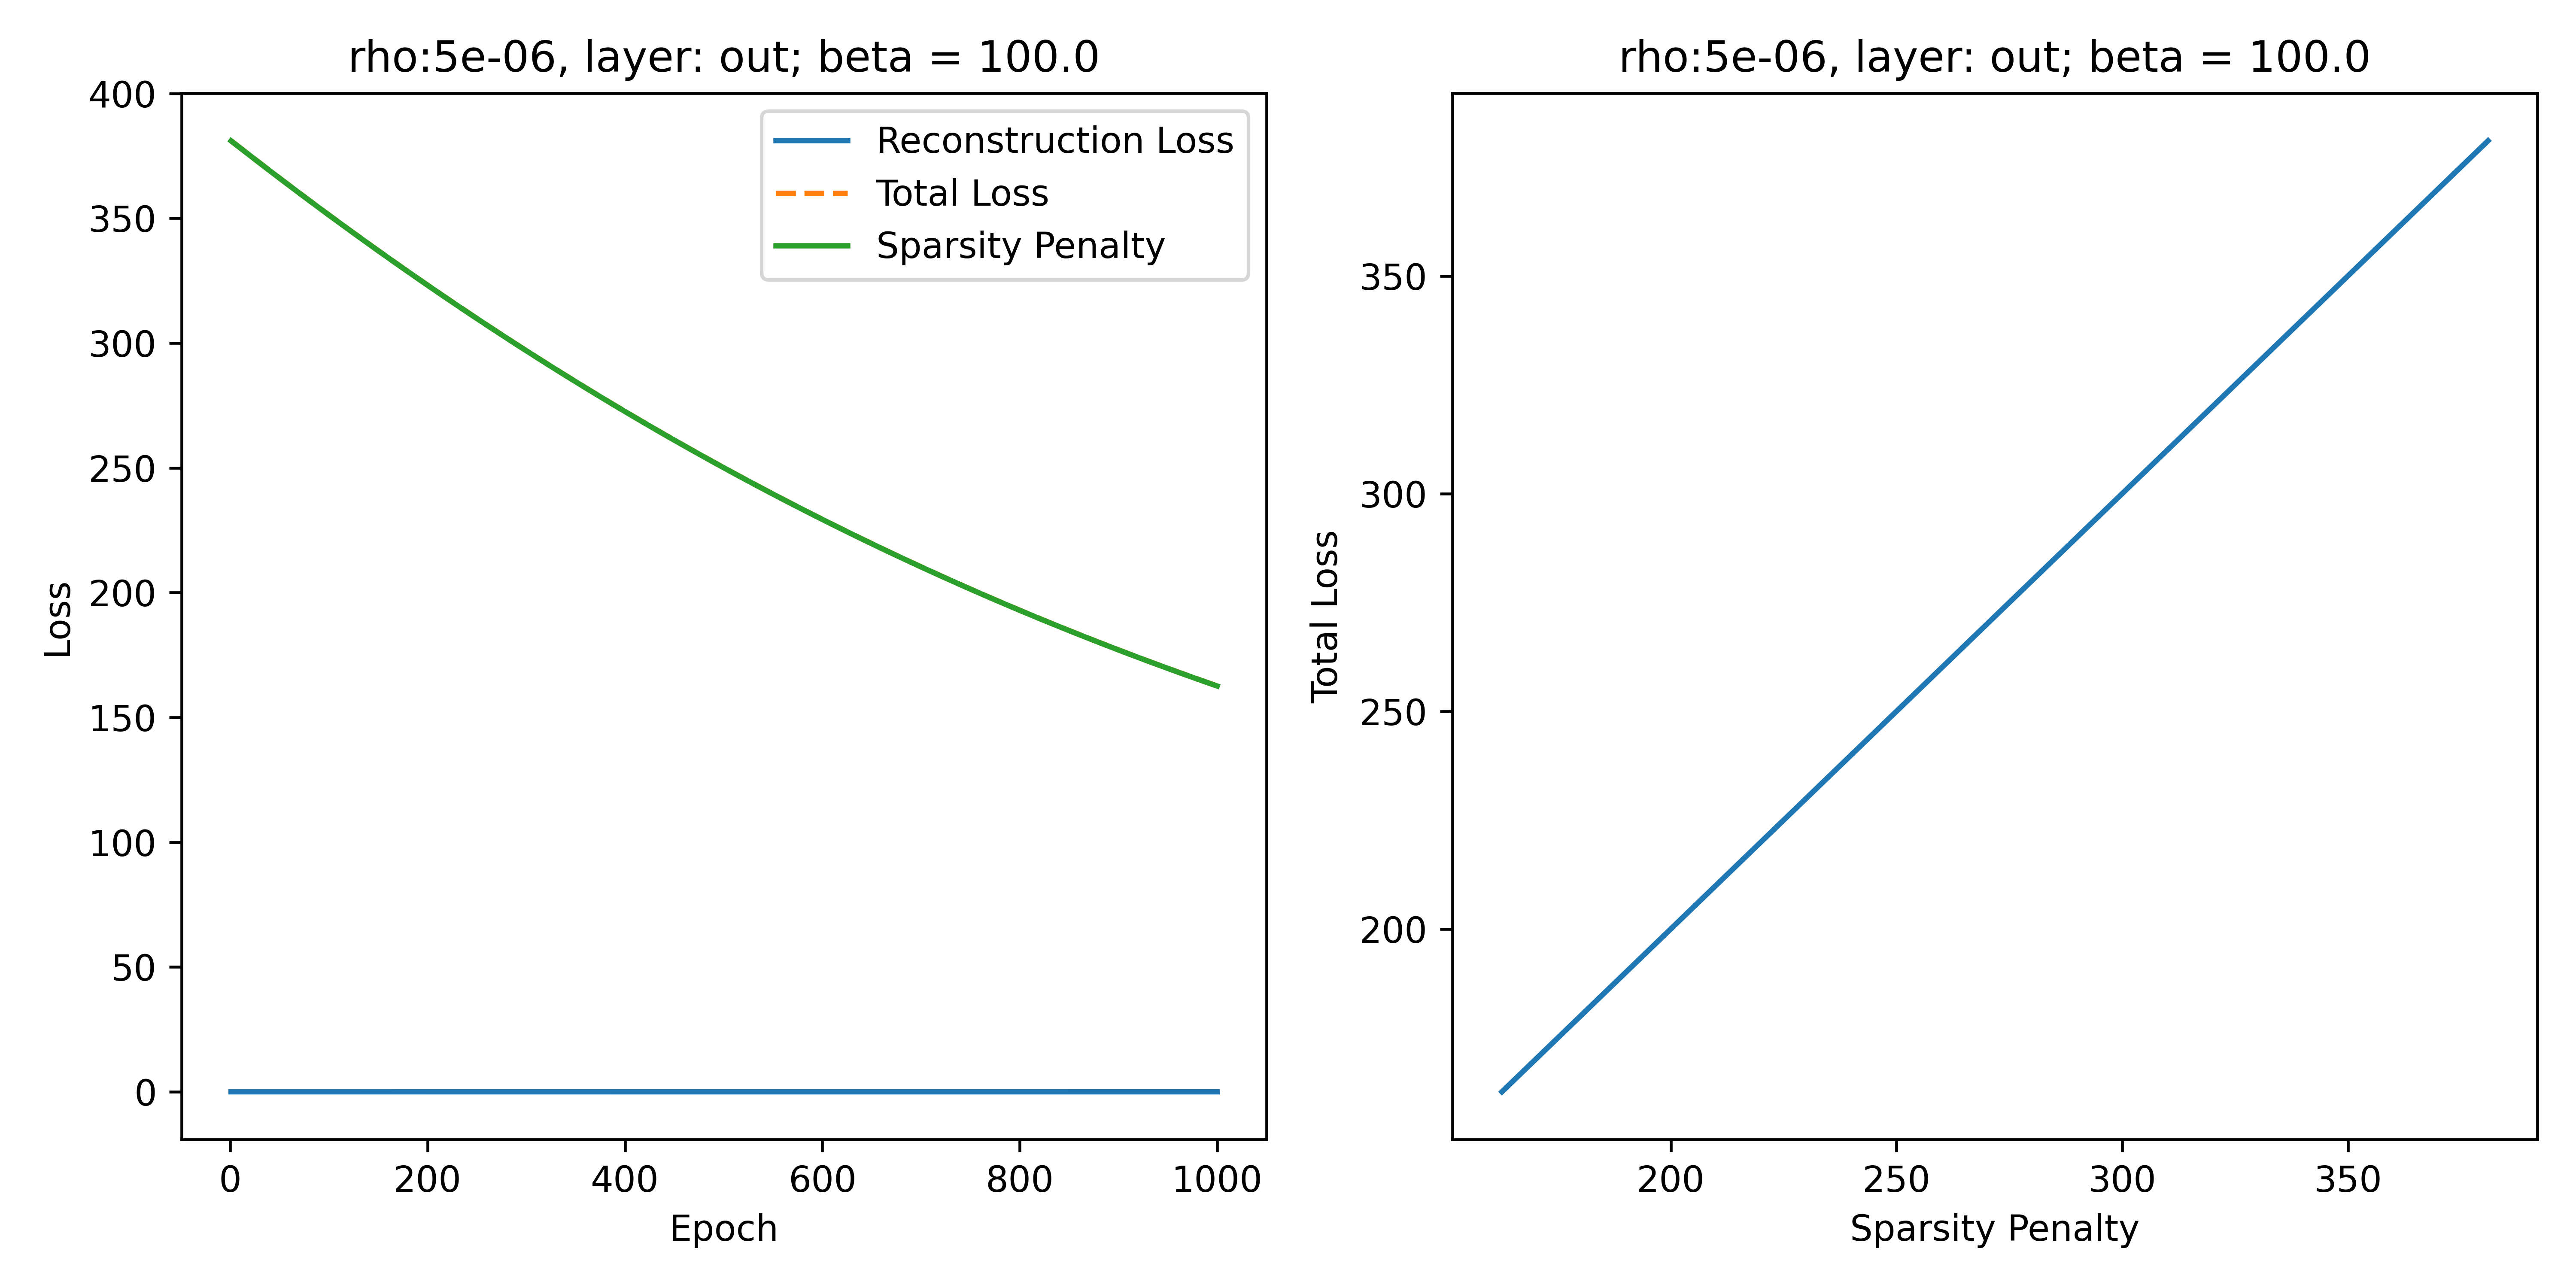 rho:5e-06, layer: out; beta = 100.0
400
350
300
250
200
150
100
50
0
Loss
Reconstruction Loss
Total Loss
Sparsity Penalty
0 200 400 600 800 1000
Epoch
rho:5e-06, layer: out; beta = 100.0
350
300
250
200
Total Loss
200 250 300 350
Sparsity Penalty